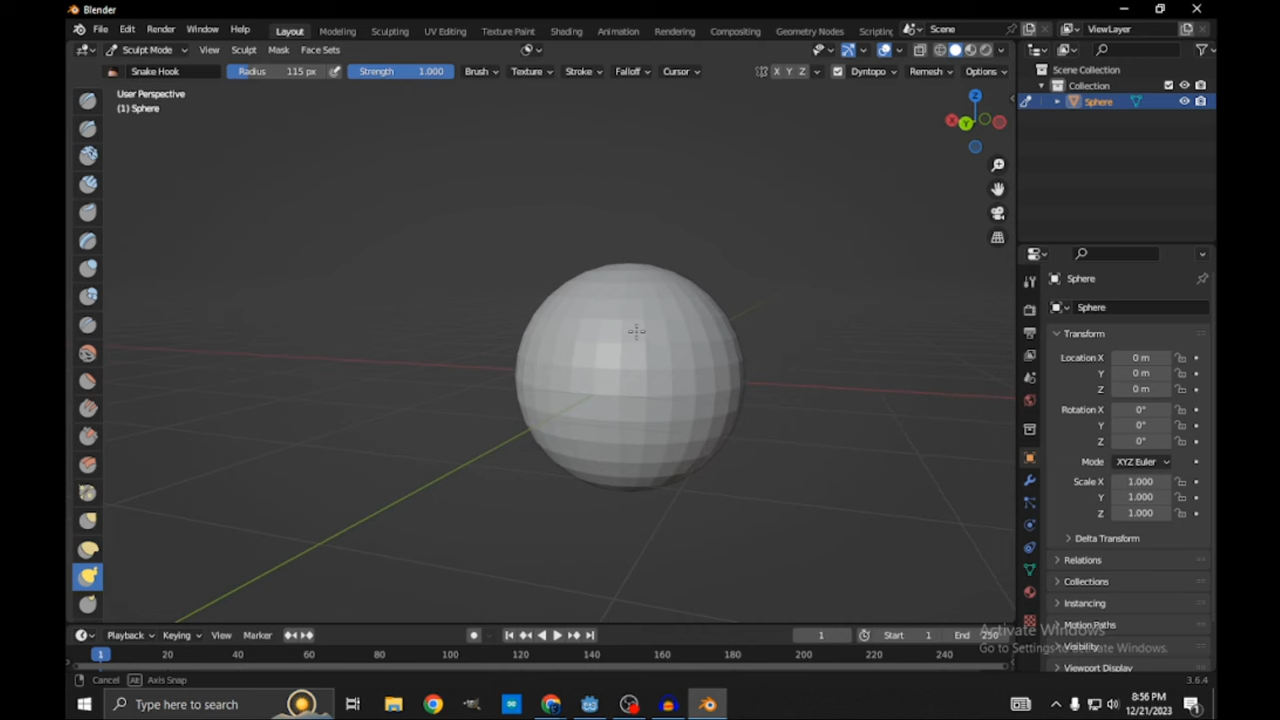 Blender
File Edit Render Window Help Layout Modeling Sculpting UV Editing Texture Paint Shading Animation Rendering Compositing Geometry Nodes Scripting Scene ViewLayer
Sculpt Mode View Sculpt Mask Face Sets
Snake Hook Radius 115 px Strength 1.000 Brush Texture Stroke Falloff Cursor X Y Z Dyntopo Remesh Options
User Perspective
(1) Sphere
Z
X
Y
Scene Collection
Collection
Sphere
Sphere
Sphere
Transform
Location X 0 m
Y 0 m
Z 0 m
Rotation X 0°
Y 0°
Z 0°
Mode XYZ Euler
Scale X 1.000
Y 1.000
Z 1.000
Delta Transform
Relations
Collections
Instancing
Motion Paths
Visibility
Viewport Display
Activate Windows
Go to Settings to activate Windows.
Playback Keying View Marker 1 Start 1 End 250
1 20 40 60 80 100 120 140 160 180 200 220 240
Cancel Alt Axis Snap 3.6.4
Type here to search
8:56 PM
12/21/2023
1